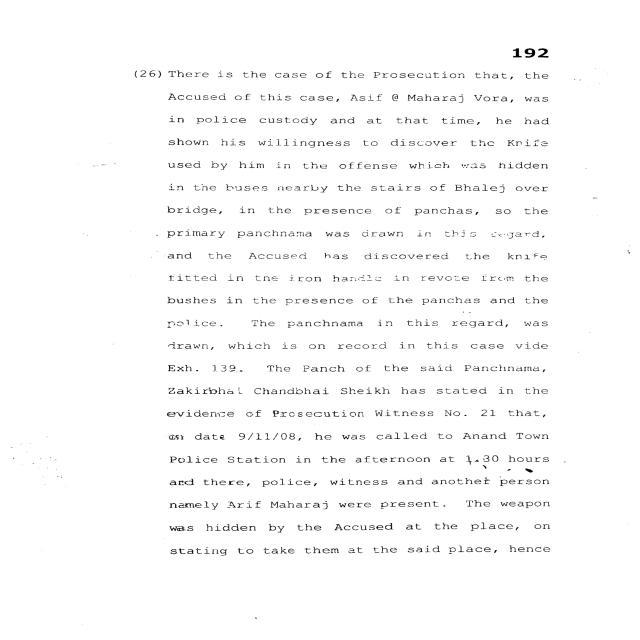 192
(26) There is the case of the Prosecution that, the
Accused of this case, Asif @ Maharaj Vora, was
in police custody and at that time, he had
shown his willingness to discover the Knife
used by him in the offense which was hidden
in the buses nearby the stairs of Bhalej over
bridge, in the presence of panchas, so the
primary panchnama was drawn in this regard,
and the Accused has discovered the knife
fitted in the iron handle in revote from the
bushes in the presence of the panchas and the
police. The panchnama in this regard, was
drawn, which is on record in this case vide
Exh. 139. The Panch of the said Panchnama,
Zakirbhai Chandbhai Sheikh has stated in the
evidence of Prosecution Witness No. 21 that,
on date 9/11/08, he was called to Anand Town
Police Station in the afternoon at 1.30 hours
and there, police, witness and another person
namely Arif Maharaj were present. The weapon
was hidden by the Accused at the place, on
stating to take them at the said place, hence